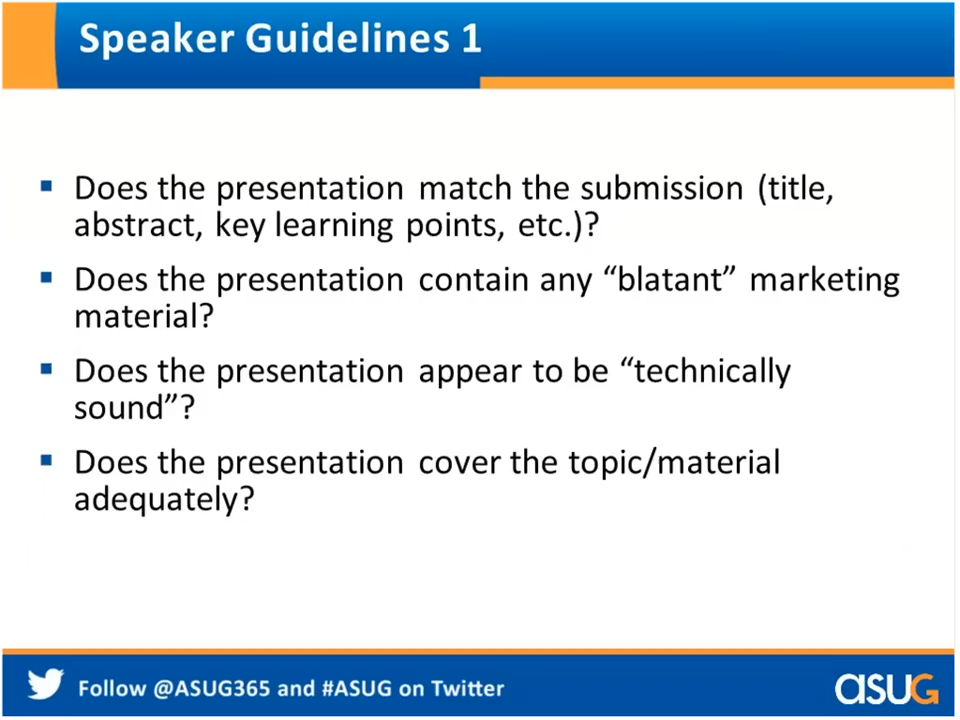 Speaker Guidelines 1
▪ Does the presentation match the submission (title,
abstract, key learning points, etc.)?
▪ Does the presentation contain any “blatant” marketing
material?
▪ Does the presentation appear to be “technically
sound”?
▪ Does the presentation cover the topic/material
adequately?
Follow @ASUG365 and #ASUG on Twitter
asuG